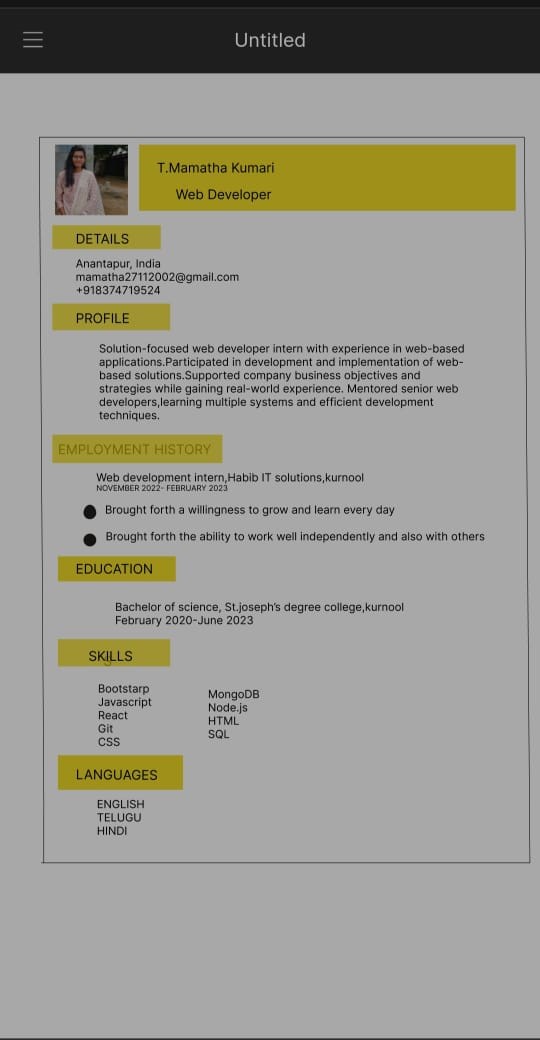 Untitled
T.Mamatha Kumari
Web Developer
DETAILS
Anantapur, India
mamatha27112002@gmail.com
+918374719524
PROFILE
Solution-focused web developer intern with experience in web-based
applications.Participated in development and implementation of web-
based solutions.Supported company business objectives and
strategies while gaining real-world experience. Mentored senior web
developers,learning multiple systems and efficient development
techniques.
EMPLOYMENT HISTORY
Web development intern,Habib IT solutions,kurnool
NOVEMBER 2022- FEBRUARY 2023
Brought forth a willingness to grow and learn every day
Brought forth the ability to work well independently and also with others
EDUCATION
Bachelor of science, St.joseph's degree college,kurnool
February 2020-June 2023
SKILLS
Bootstarp
Javascript
React
Git
CSS
MongoDB
Node.js
HTML
SQL
LANGUAGES
ENGLISH
TELUGU
HINDI